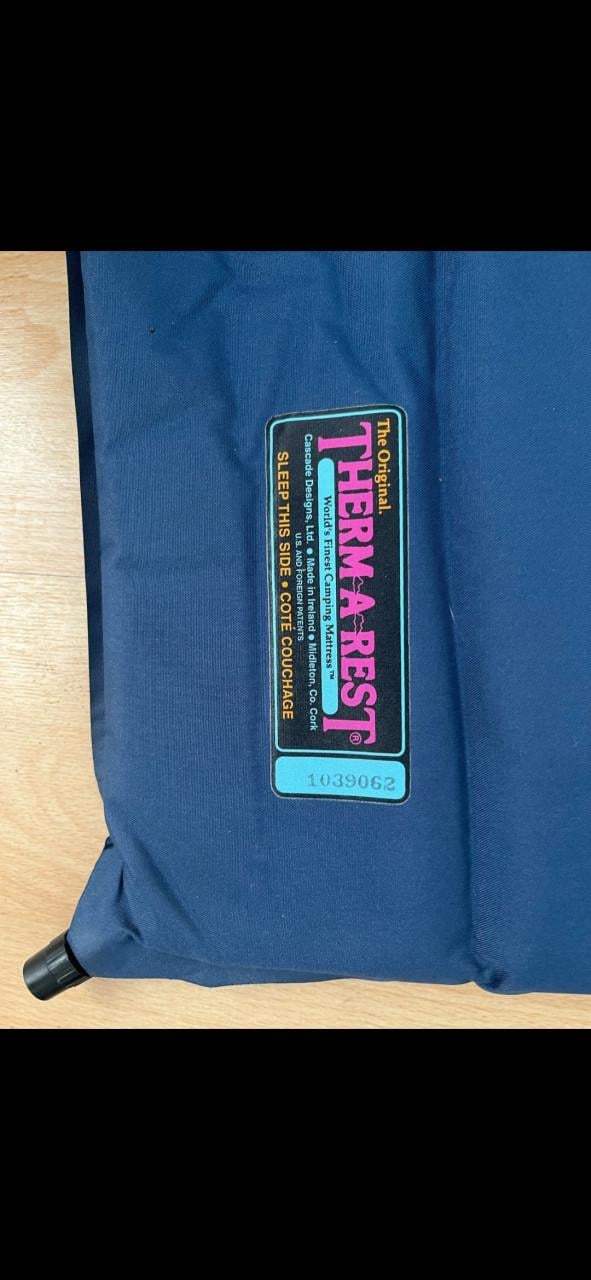 The Original.
THERM-A-REST®
World's Finest Camping Mattress™
Cascade Designs, Ltd. • Made in Ireland • Midleton, Co. Cork
U.S. AND FOREIGN PATENTS
SLEEP THIS SIDE • COTE COUCHAGE
1039062